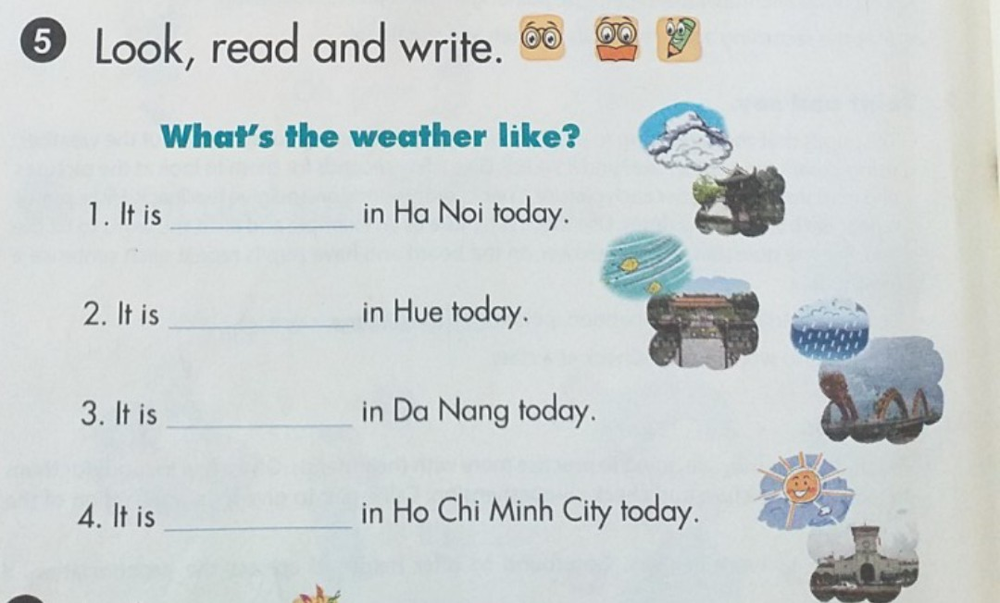 5 Look, read and write.
What's the weather like?
1. It is ____________ in Ha Noi today.
2. It is ____________ in Hue today.
3. It is ____________ in Da Nang today.
4. It is ____________ in Ho Chi Minh City today.